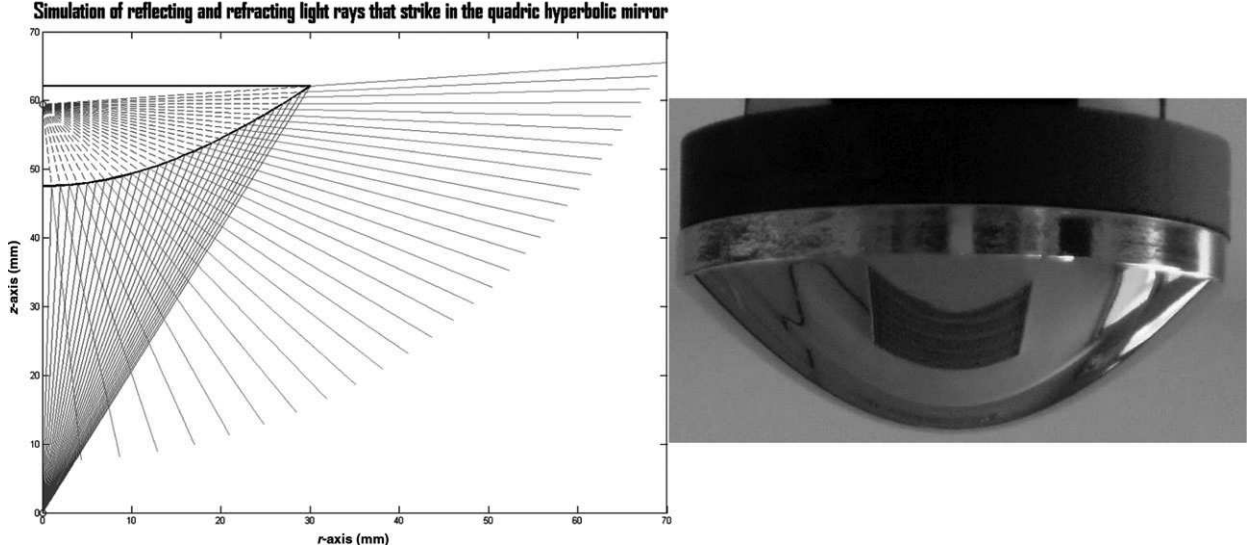 Simulation of reflecting and refracting light rays that strike in the quadric hyperbolic mirror
70
60
50
40
30
20
10
0
z-axis (mm)
0 10 20 30 40 50 60 70
r-axis (mm)